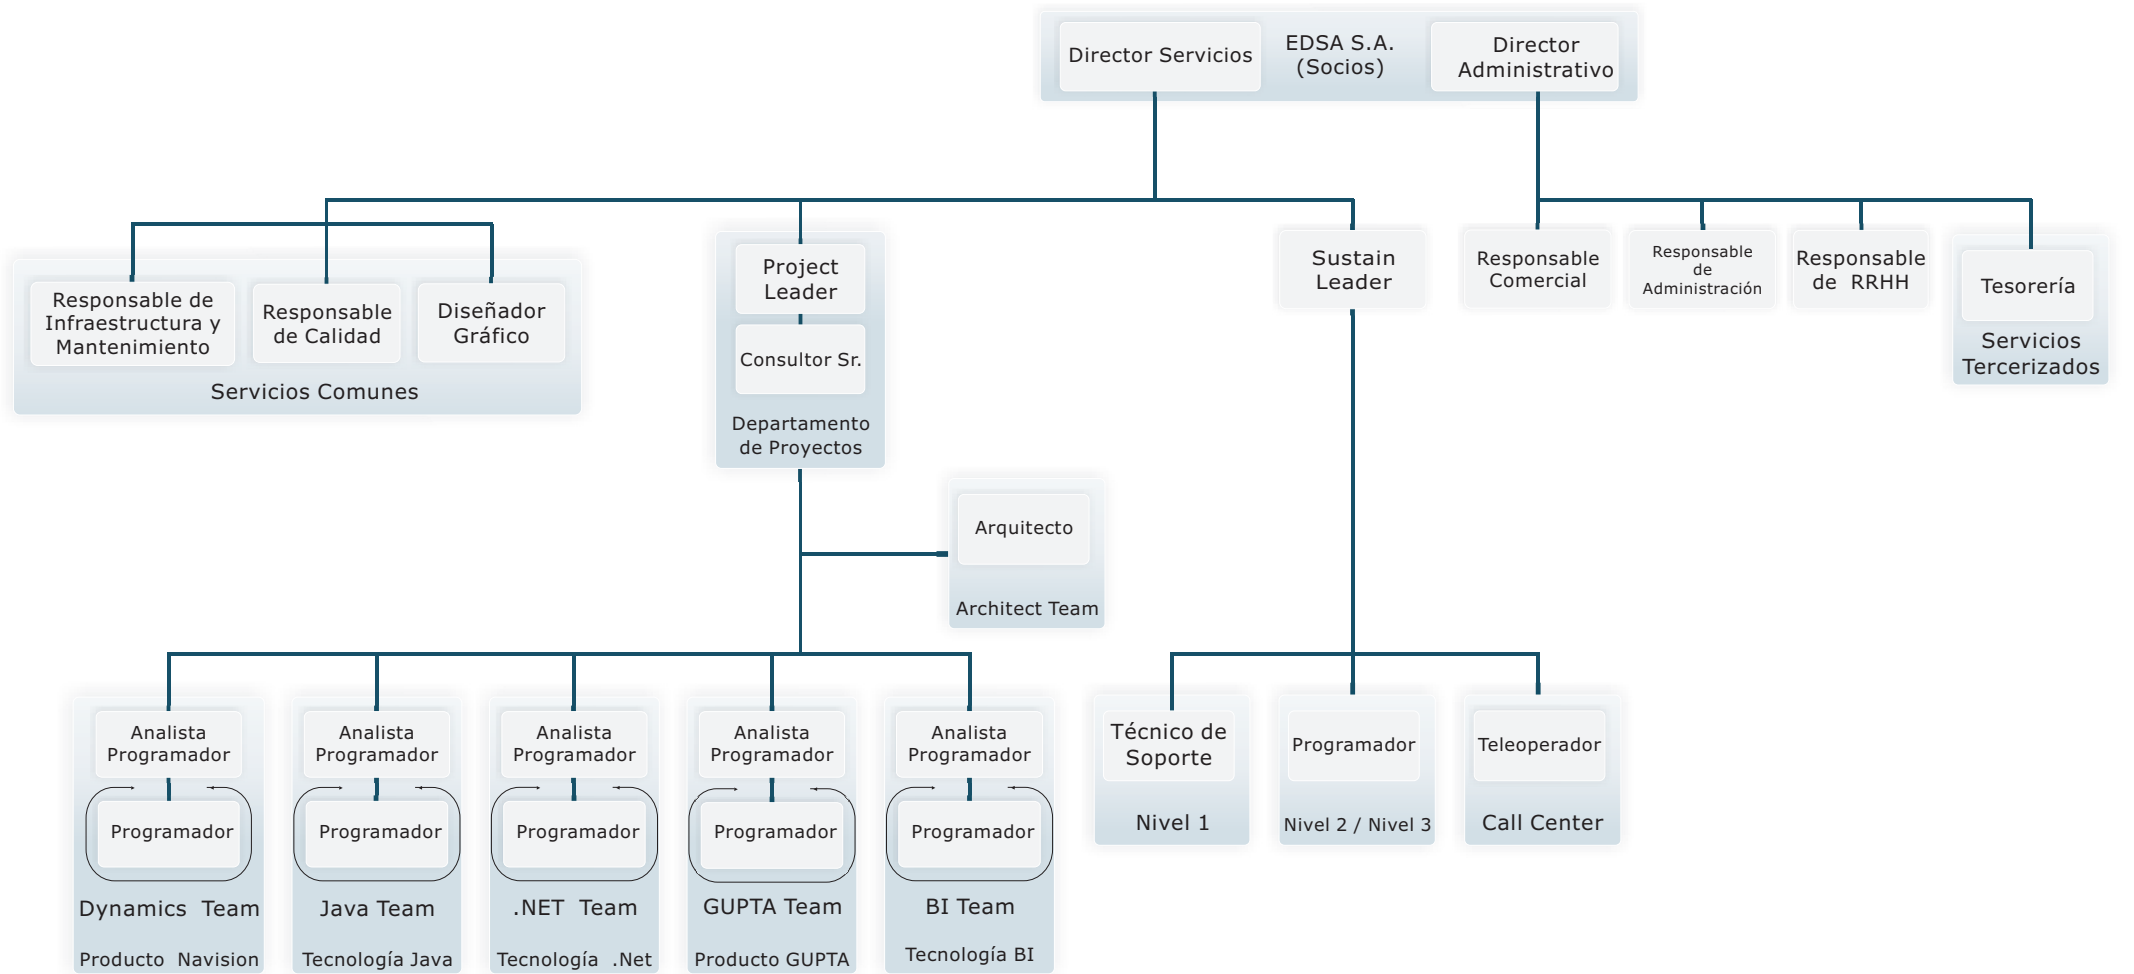 Director Servicios
EDSA S.A.
(Socios)
Director
Administrativo
Responsable de
Infraestructura y
Mantenimiento
Responsable
de Calidad
Diseñador
Gráfico
Servicios Comunes
Project
Leader
Consultor Sr.
Departamento
de Proyectos
Sustain
Leader
Responsable
Comercial
Responsable
de
Administración
Responsable
de RRHH
Tesorería
Servicios
Tercerizados
Arquitecto
Architect Team
Analista
Programador
Programador
Dynamics Team
Producto Navision
Analista
Programador
Programador
Java Team
Tecnología Java
Analista
Programador
Programador
.NET Team
Tecnología .Net
Analista
Programador
Programador
GUPTA Team
Producto GUPTA
Analista
Programador
Programador
BI Team
Tecnología BI
Técnico de
Soporte
Nivel 1
Programador
Nivel 2 / Nivel 3
Teleoperador
Call Center